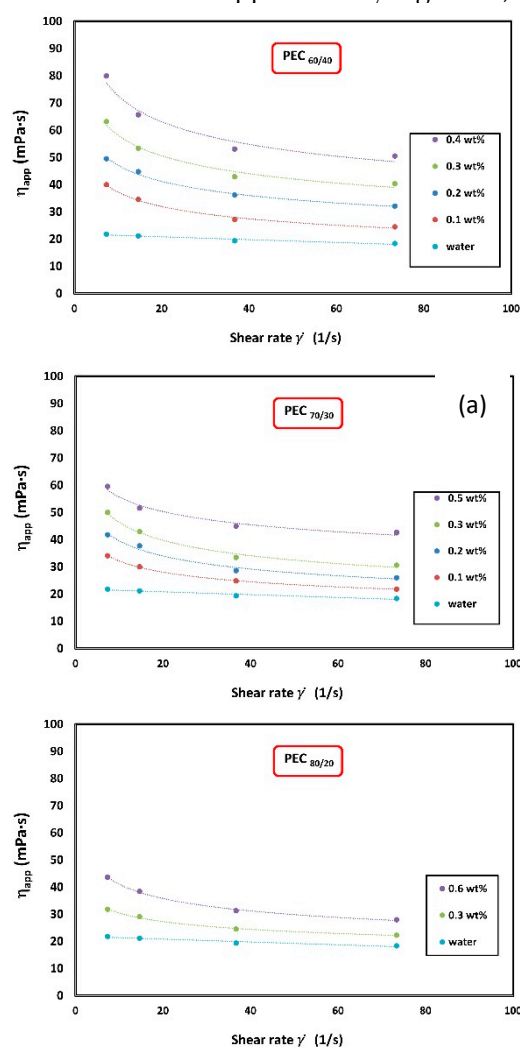 100
90
80
70
60
50
40
30
20
10
0
ηapp (mPa·s)
PEC 60/40
0.4 wt%
0.3 wt%
0.2 wt%
0.1 wt%
water
0 20 40 60 80 100
Shear rate γ̇ (1/s)
100
90
80
70
60
50
40
30
20
10
0
ηapp (mPa·s)
PEC 70/30
(a)
0.5 wt%
0.3 wt%
0.2 wt%
0.1 wt%
water
0 20 40 60 80 100
Shear rate γ̇ (1/s)
100
90
80
70
60
50
40
30
20
10
0
ηapp (mPa·s)
PEC 80/20
0.6 wt%
0.3 wt%
water
0 20 40 60 80 100
Shear rate γ̇ (1/s)